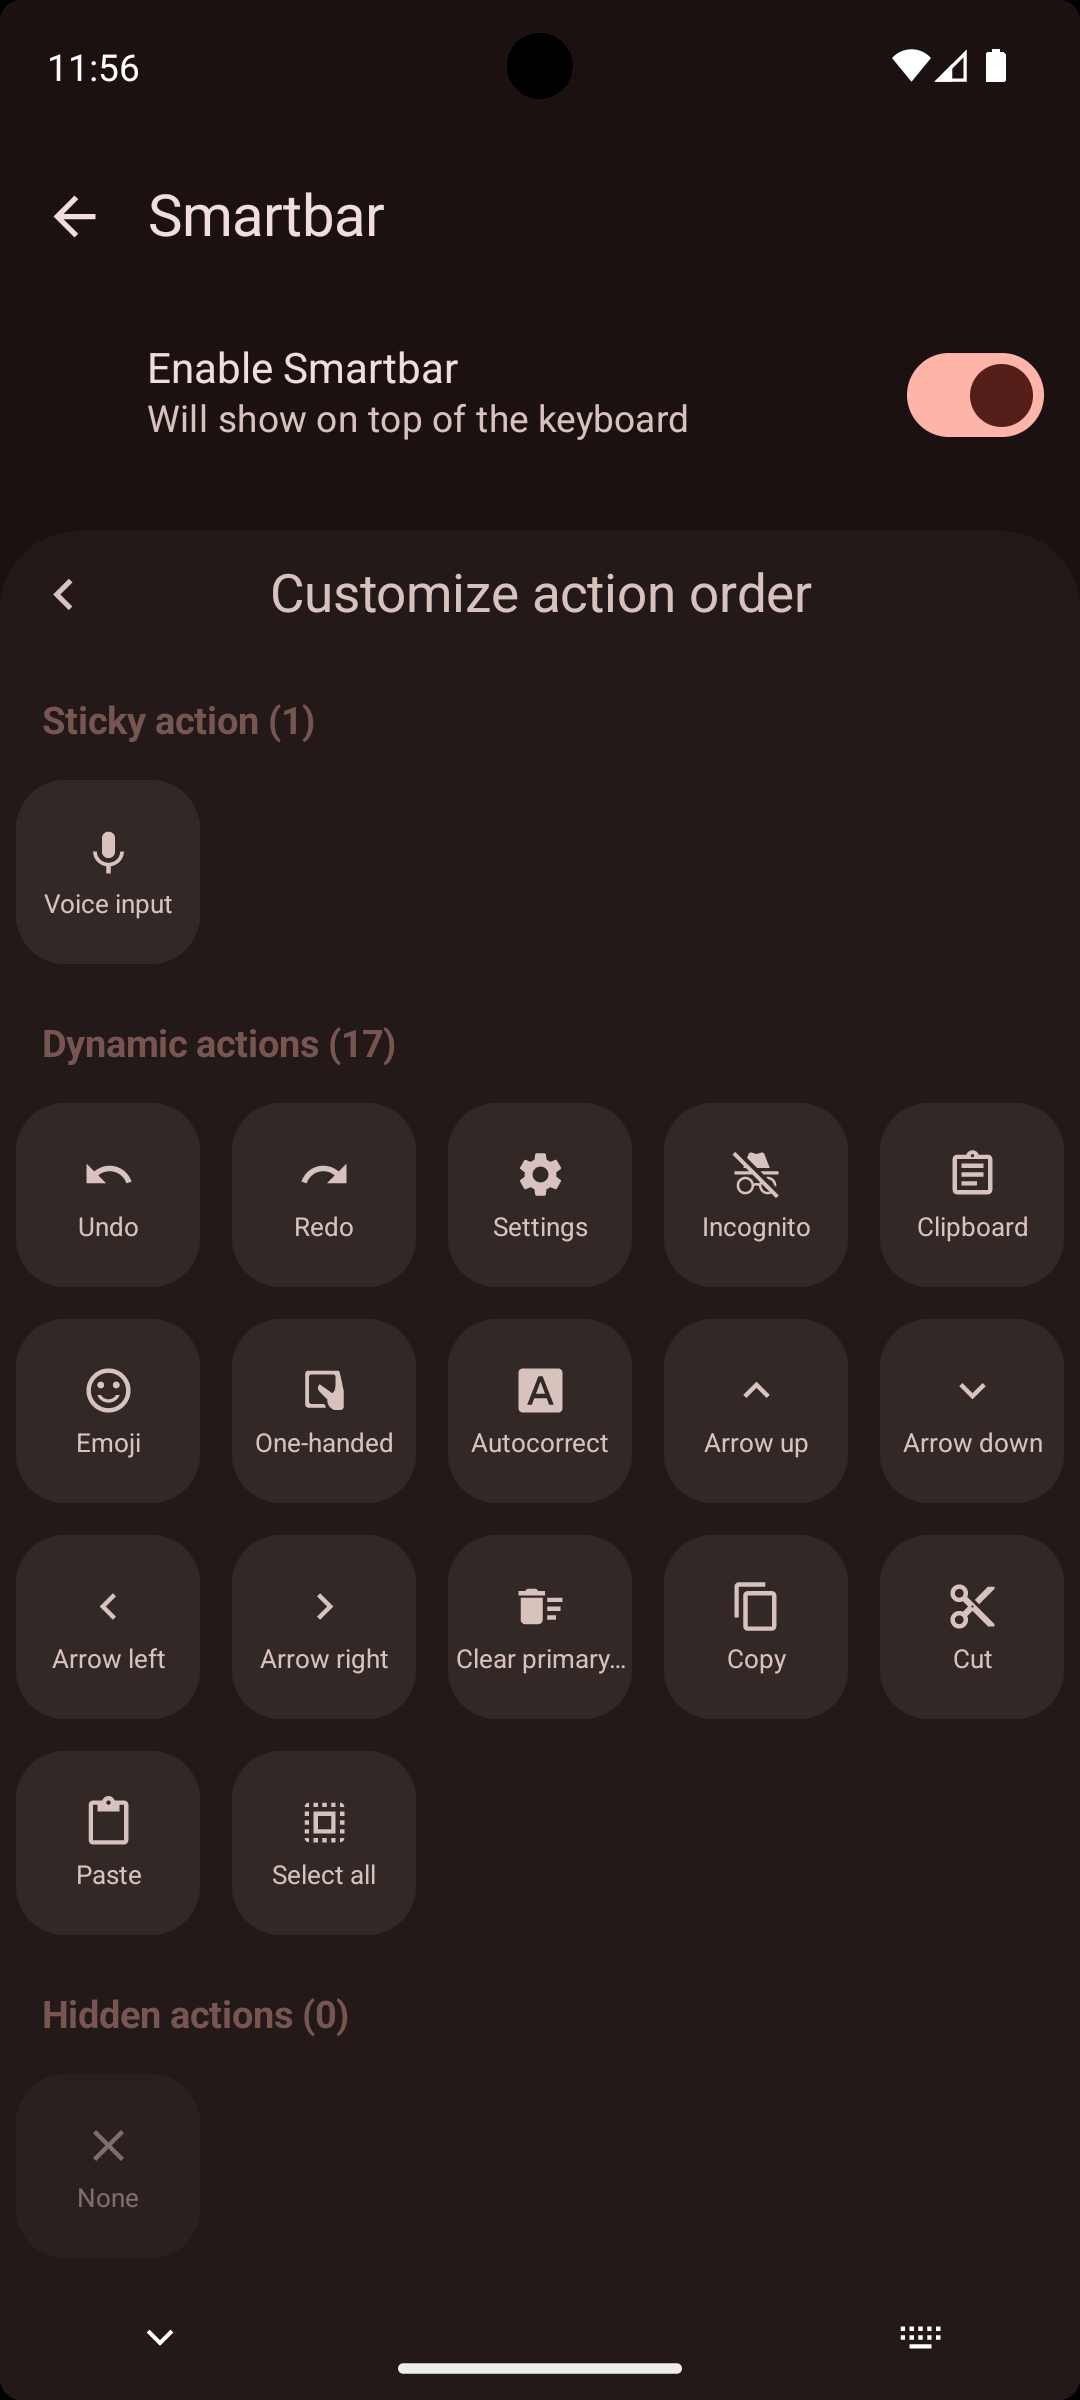 11:56
Smartbar
Enable Smartbar
Will show on top of the keyboard
Customize action order
Sticky action (1)
Voice input
Dynamic actions (17)
Undo
Redo
Settings
Incognito
Clipboard
Emoji
One-handed
Autocorrect
Arrow up
Arrow down
Arrow left
Arrow right
Clear primary...
Copy
Cut
Paste
Select all
Hidden actions (0)
None